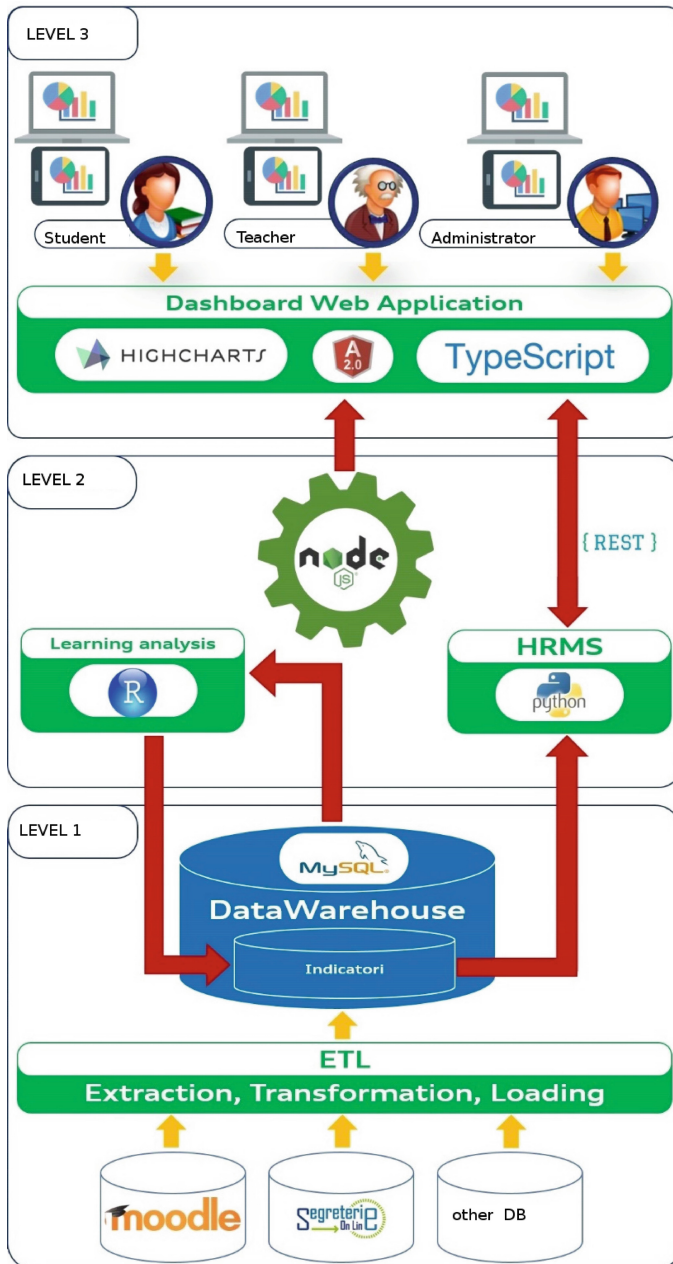 LEVEL 3
Student
Teacher
Administrator
Dashboard Web Application
HIGHCHARTS
A
2.0
TypeScript
LEVEL 2
node
JS
{ REST }
Learning analysis
R
HRMS
python
LEVEL 1
MySQL
DataWarehouse
Indicatori
ETL
Extraction, Transformation, Loading
moodle
Segreterie
On Line
other DB